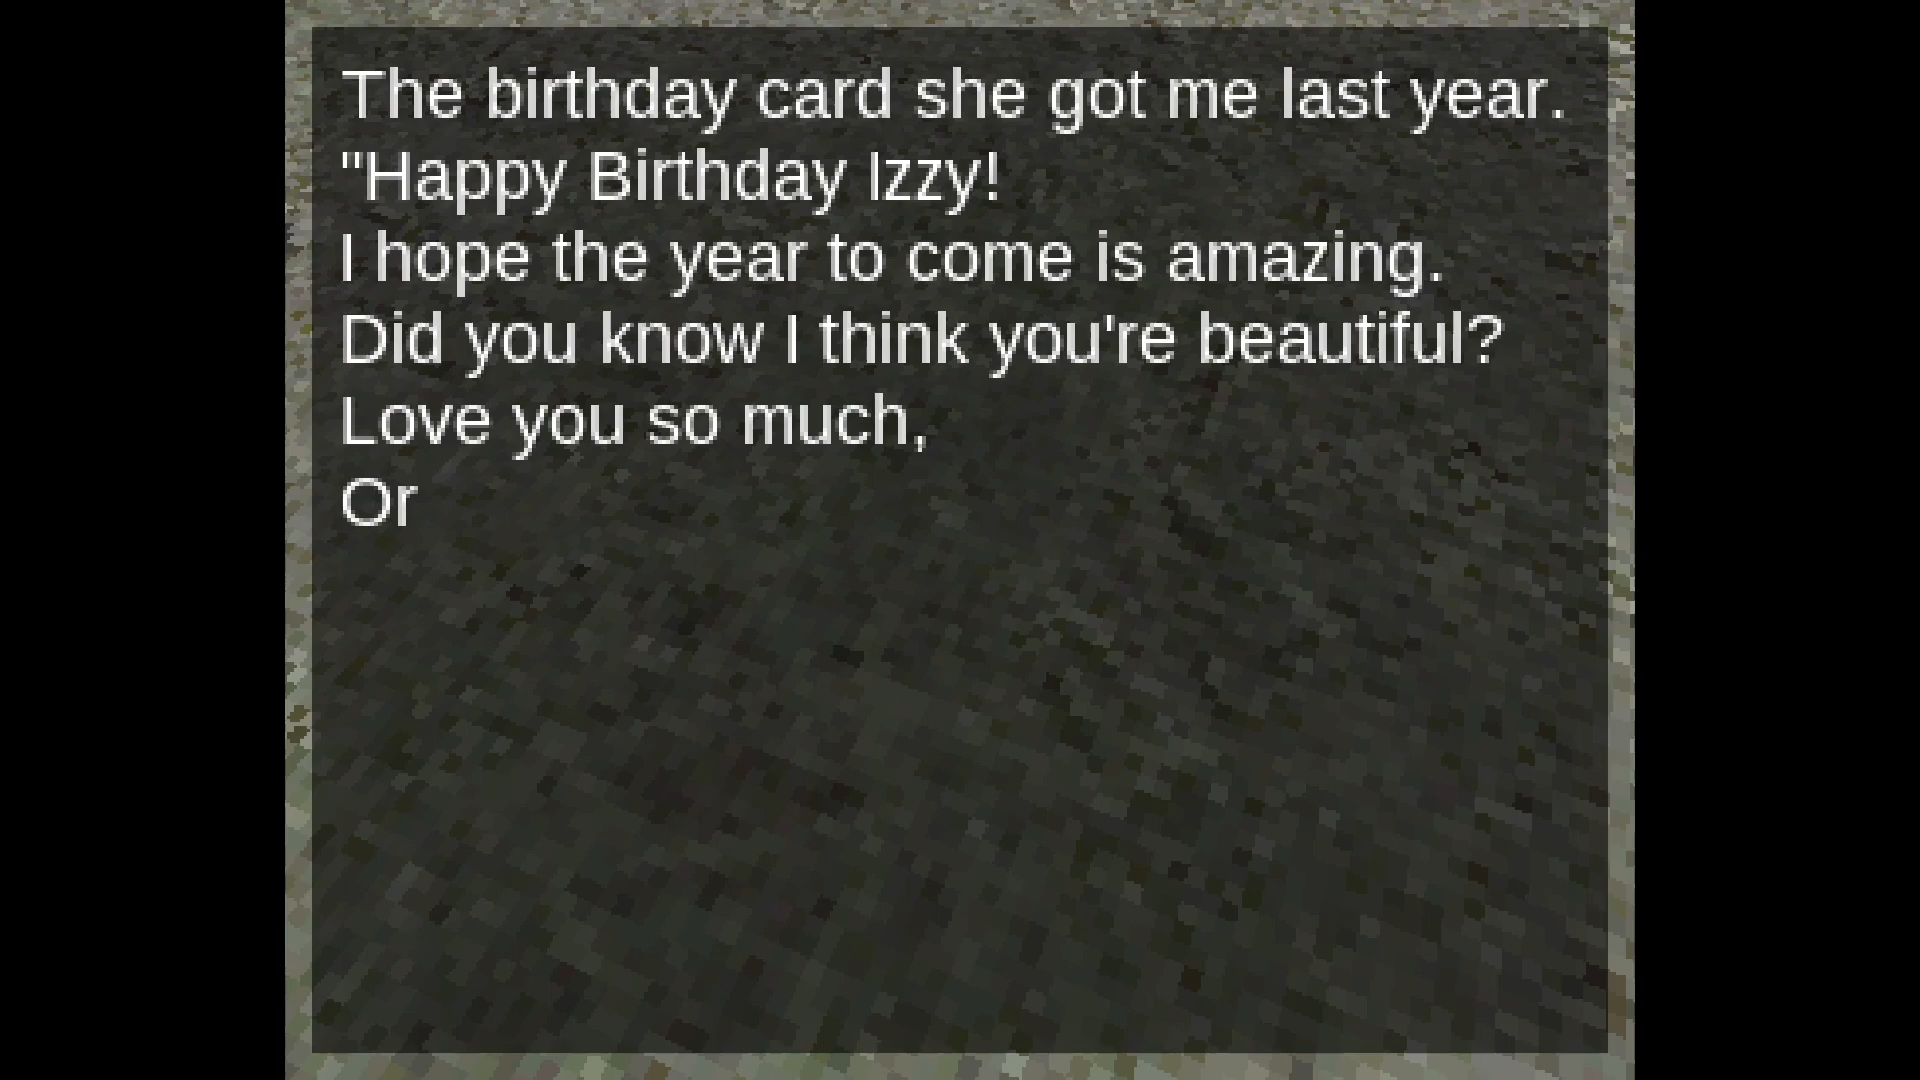 The birthday card she got me last year.
"Happy Birthday Izzy!
I hope the year to come is amazing.
Did you know I think you're beautiful?
Love you so much,
Or